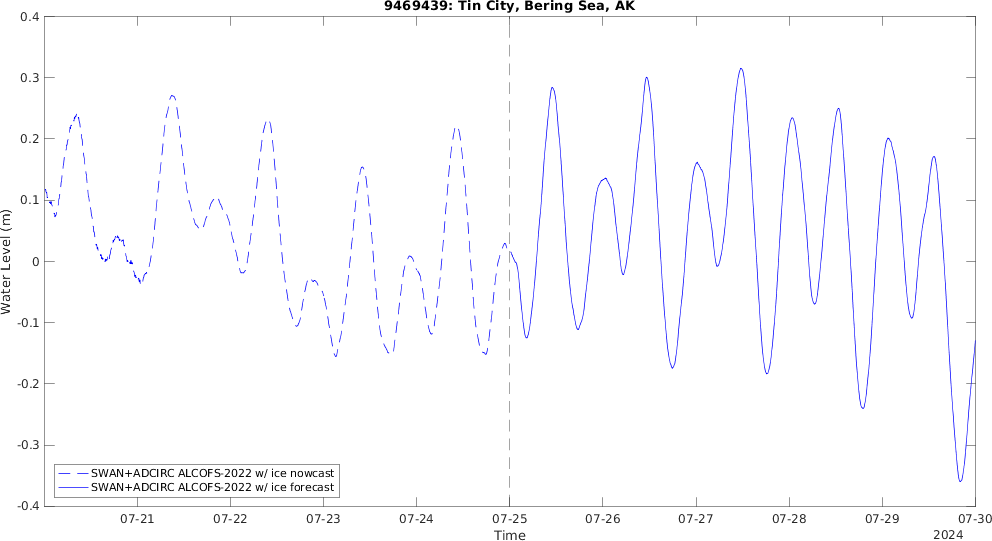 9469439: Tin City, Bering Sea, AK
0.4
0.3
0.2
0.1
0
-0.1
-0.2
-0.3
-0.4
Water Level (m)
SWAN+ADCIRC ALCOFS-2022 w/ ice nowcast
SWAN+ADCIRC ALCOFS-2022 w/ ice forecast
07-21 07-22 07-23 07-24 07-25 07-26 07-27 07-28 07-29 07-30
Time
2024